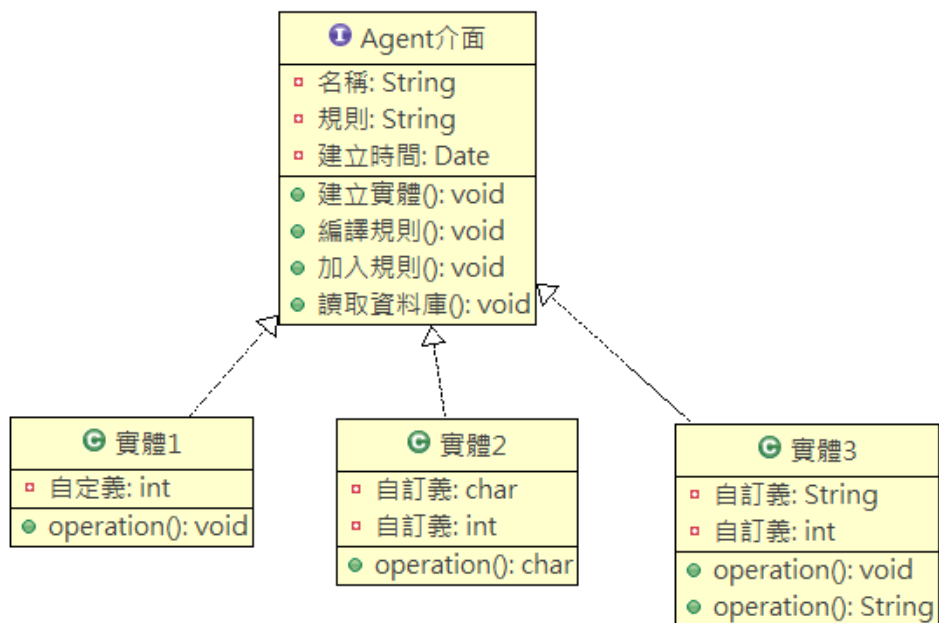 Agent介面
名稱: String
規則: String
建立時間: Date
建立實體(): void
編譯規則(): void
加入規則(): void
讀取資料庫(): void
實體1
自定義: int
operation(): void
實體2
自訂義: char
自訂義: int
operation(): char
實體3
自訂義: String
自訂義: int
operation(): void
operation(): String